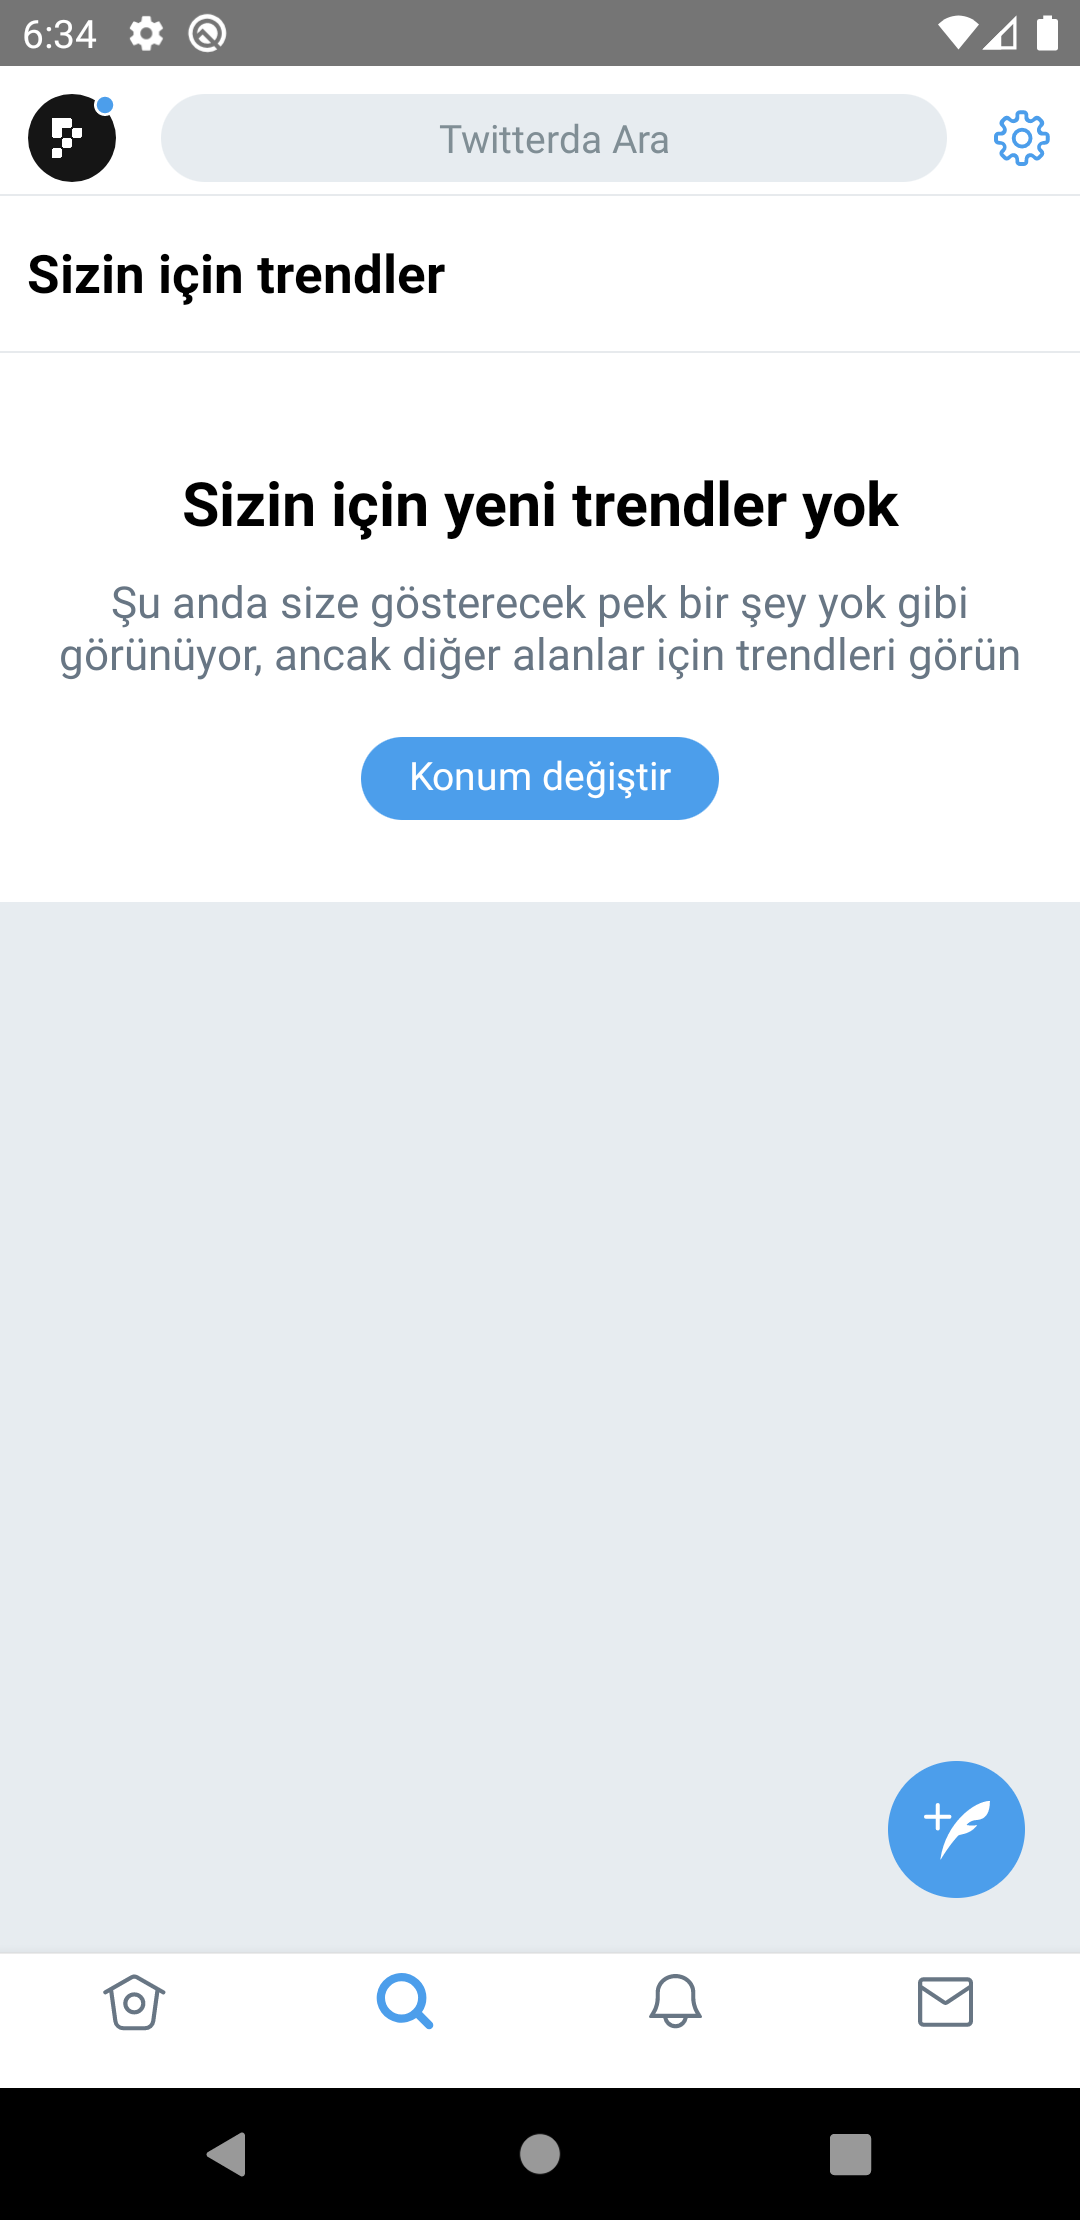 6:34
Twitterda Ara
Sizin için trendler
Sizin için yeni trendler yok
Şu anda size gösterecek pek bir şey yok gibi
görünüyor, ancak diğer alanlar için trendleri görün
Konum değiştir